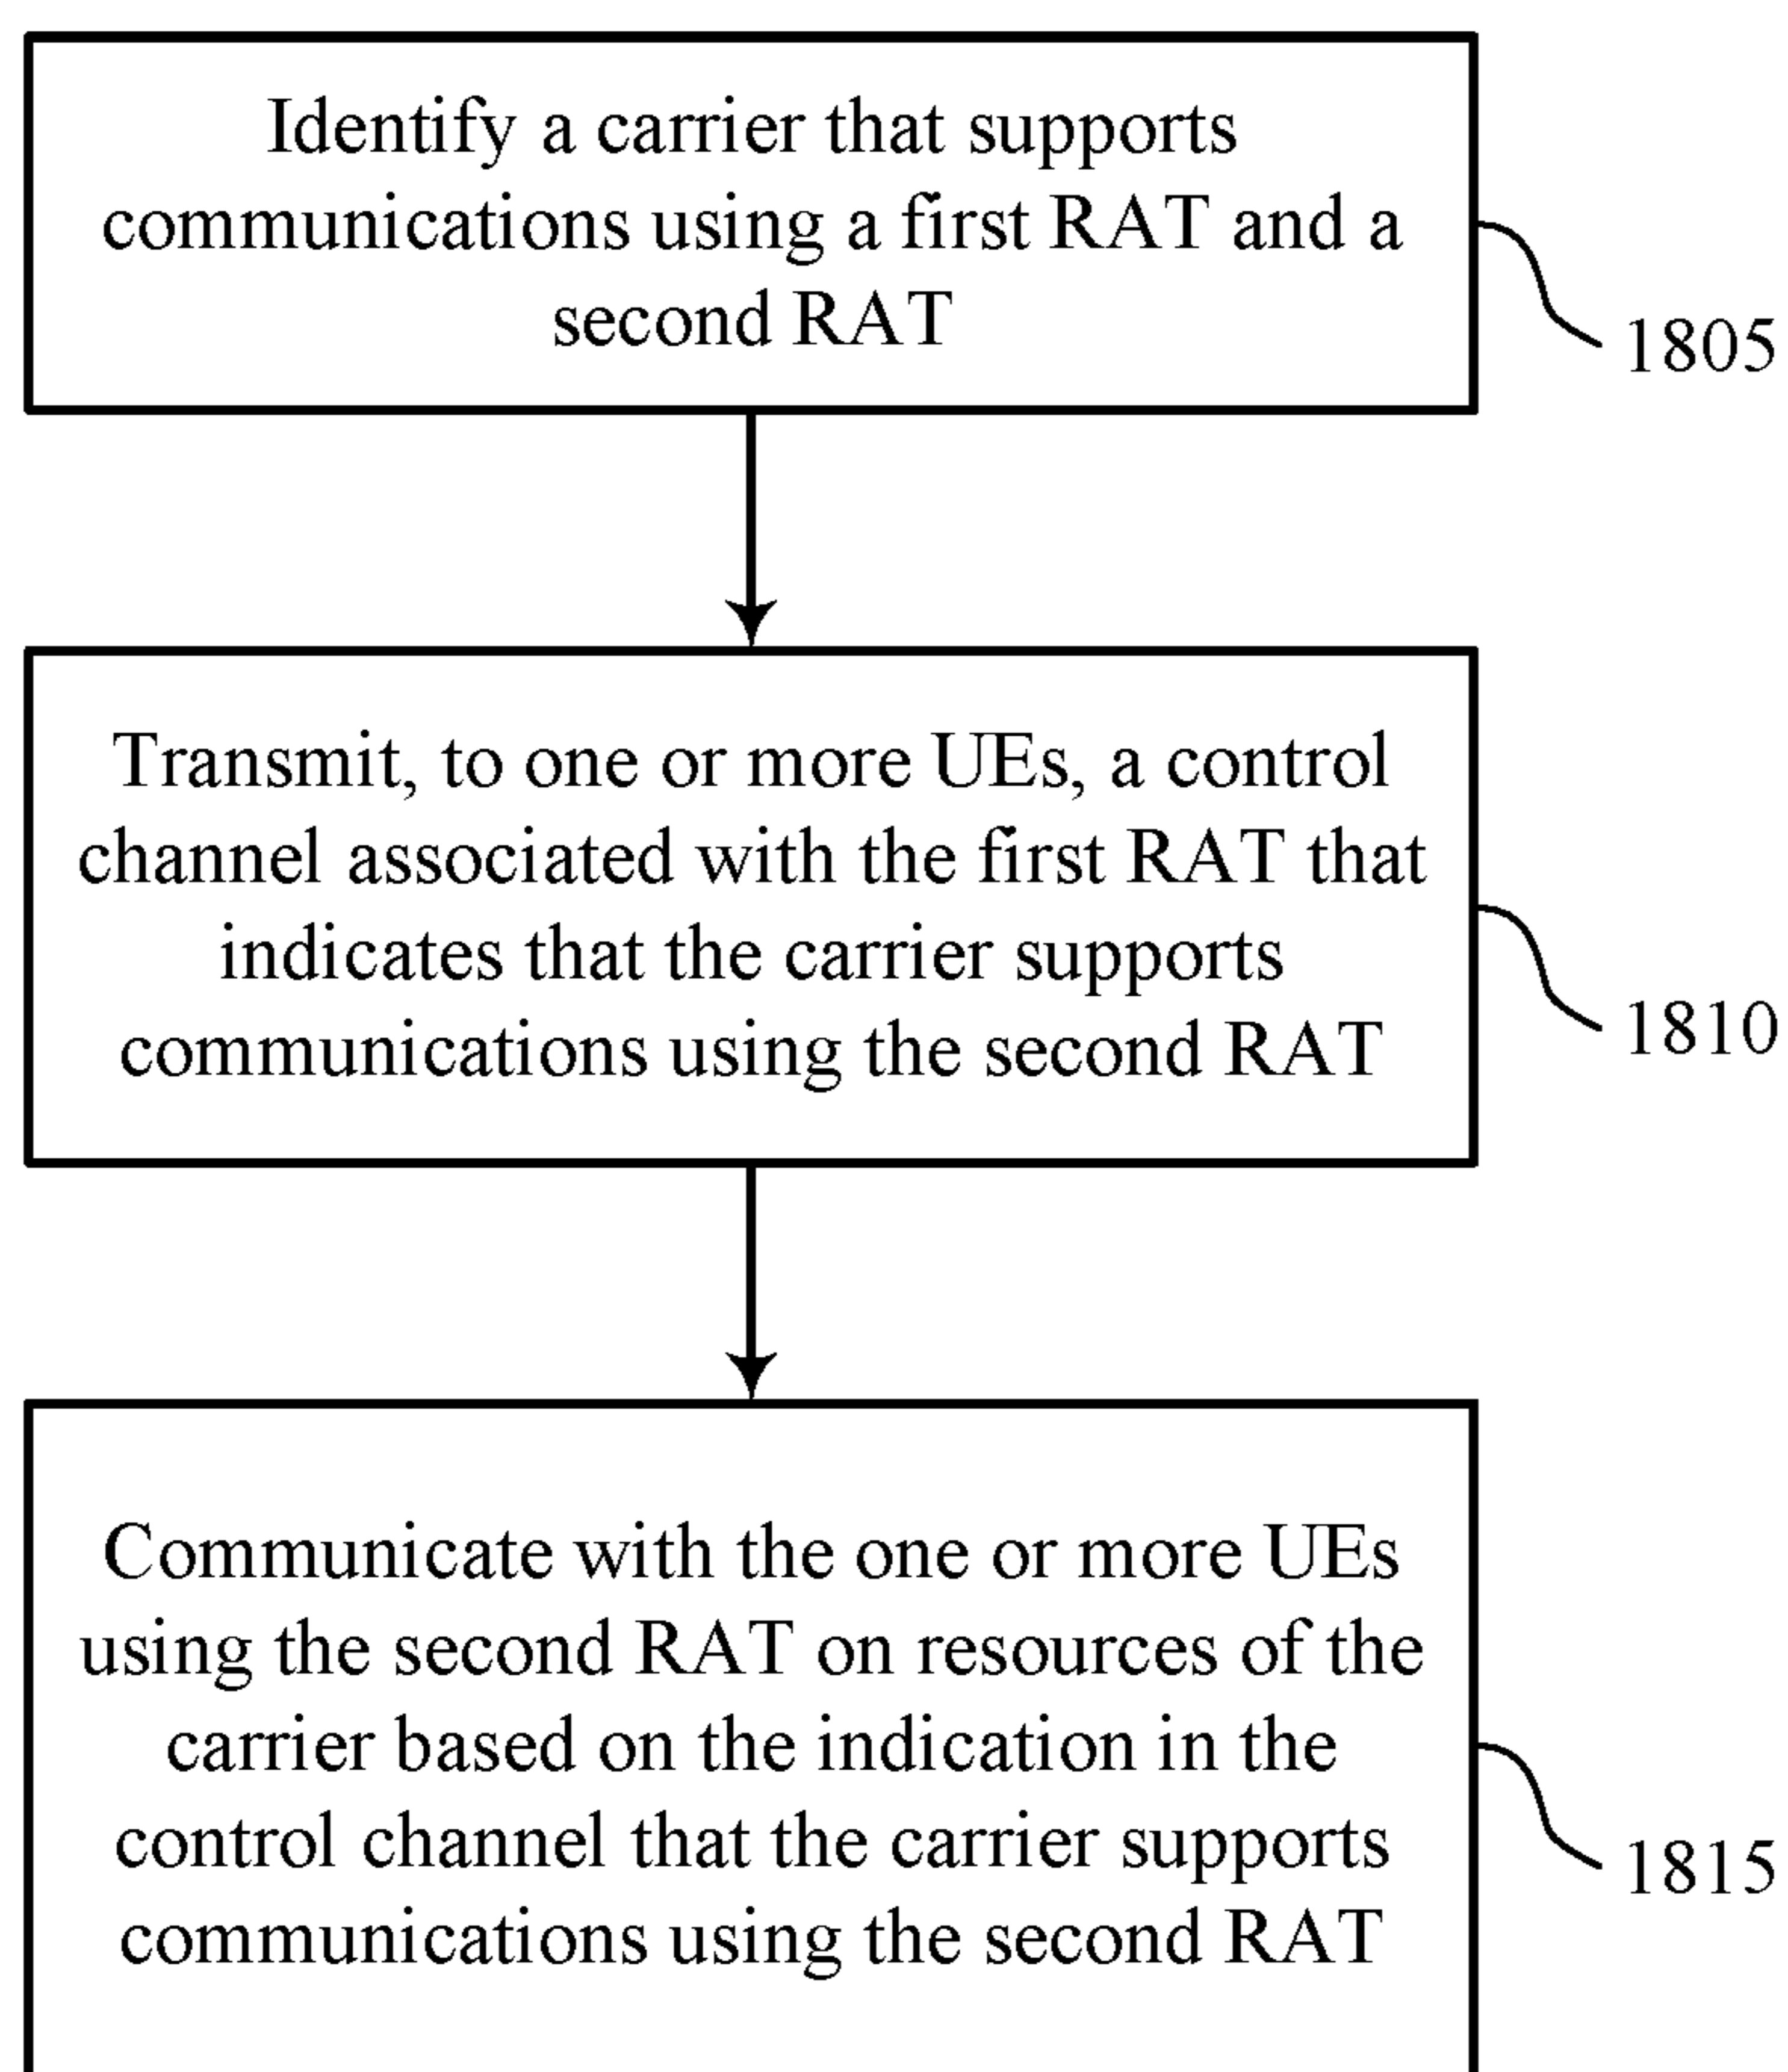 Identify a carrier that supports
communications using a first RAT and a
second RAT
1805
Transmit, to one or more UEs, a control
channel associated with the first RAT that
indicates that the carrier supports
communications using the second RAT
1810
Communicate with the one or more UEs
using the second RAT on resources of the
carrier based on the indication in the
control channel that the carrier supports
communications using the second RAT
1815